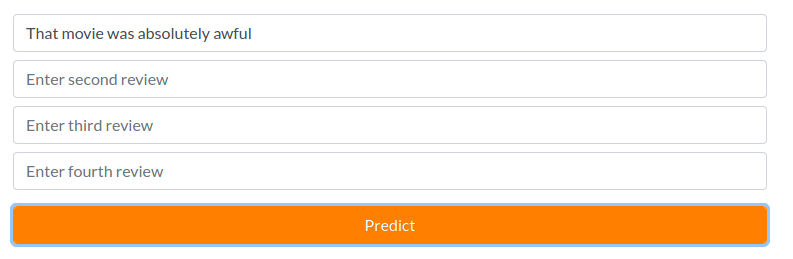 That movie was absolutely awful
Enter second review
Enter third review
Enter fourth review
Predict